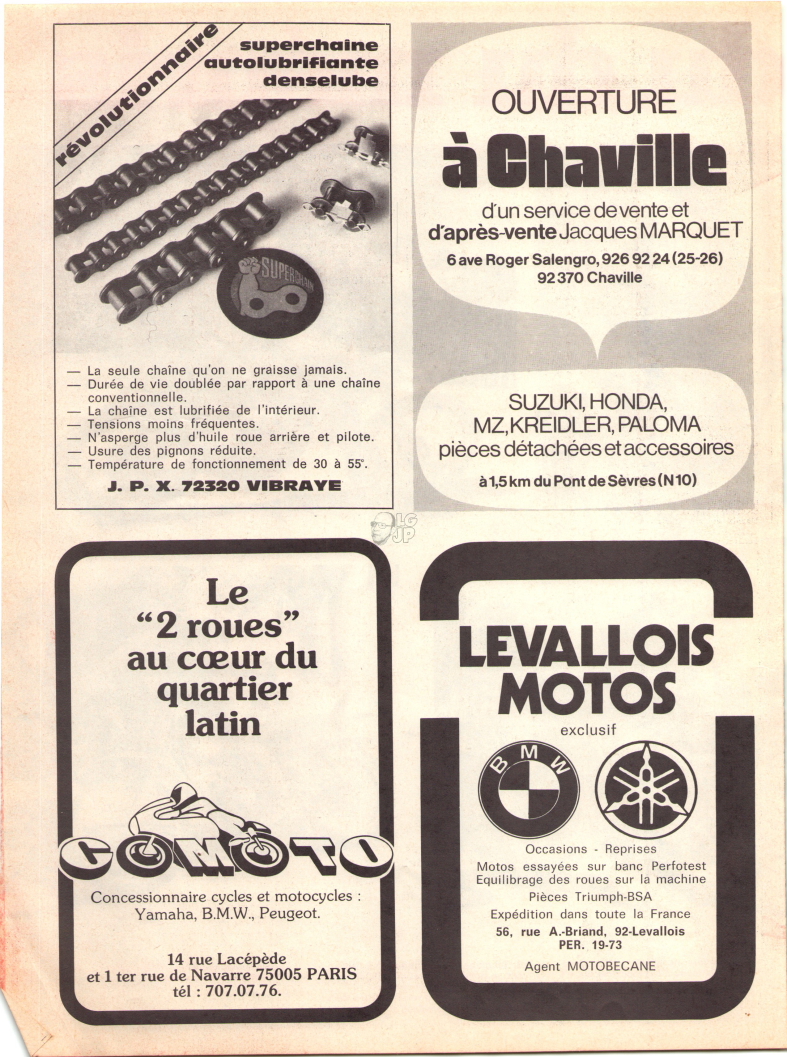 révolutionnaire
superchaine
autolubrifiante
denselube
SUPERCHAIN
— La seule chaîne qu'on ne graisse jamais.
— Durée de vie doublée par rapport à une chaîne
conventionnelle.
— La chaîne est lubrifiée de l'intérieur.
— Tensions moins fréquentes.
— N'asperge plus d'huile roue arrière et pilote.
— Usure des pignons réduite.
— Température de fonctionnement de 30 à 55°.
J. P. X. 72320 VIBRAYE
OUVERTURE
à Chaville
d'un service de vente et
d'après-vente Jacques MARQUET
6 ave Roger Salengro, 926 92 24 (25-26)
92 370 Chaville
SUZUKI, HONDA,
MZ, KREIDLER, PALOMA
pièces détachées et accessoires
à 1,5 km du Pont de Sèvres (N 10)
LG
JP
Le
"2 roues"
au cœur du
quartier
latin
COMOTO
Concessionnaire cycles et motocycles :
Yamaha, B.M.W., Peugeot.
14 rue Lacépède
et 1 ter rue de Navarre 75005 PARIS
tél : 707.07.76.
LEVALLOIS
MOTOS
exclusif
BMW
Occasions - Reprises
Motos essayées sur banc Perfotest
Equilibrage des roues sur la machine
Pièces Triumph-BSA
Expédition dans toute la France
56, rue A.-Briand, 92-Levallois
PER. 19-73
Agent MOTOBECANE